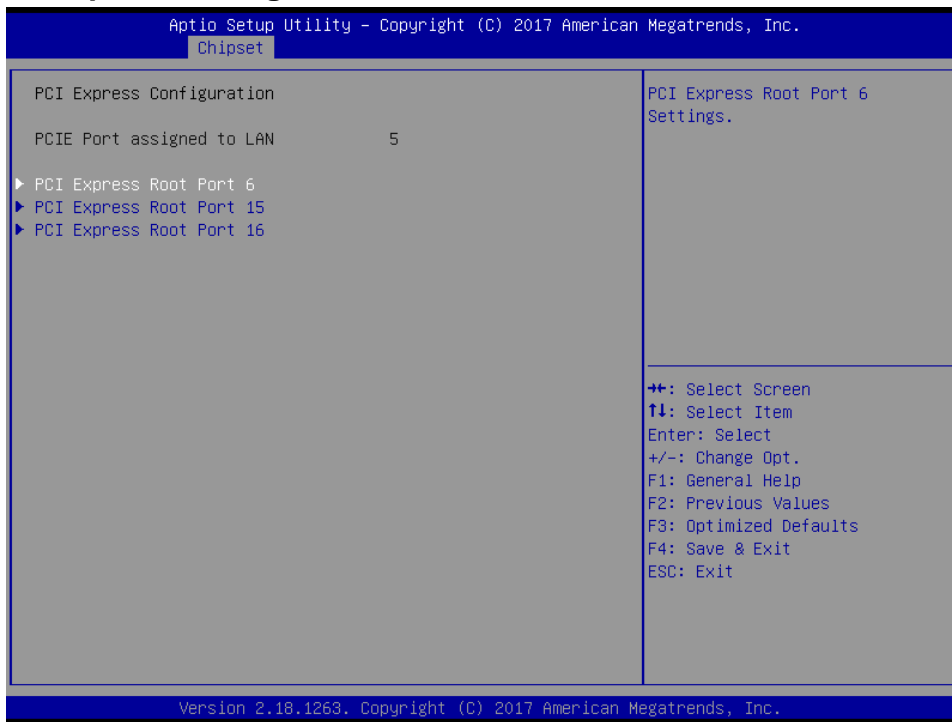 Aptio Setup Utility – Copyright (C) 2017 American Megatrends, Inc.
Chipset
PCI Express Configuration
PCIE Port assigned to LAN 5
▶ PCI Express Root Port 6
▶ PCI Express Root Port 15
▶ PCI Express Root Port 16
PCI Express Root Port 6
Settings.
→←: Select Screen
↑↓: Select Item
Enter: Select
+/-: Change Opt.
F1: General Help
F2: Previous Values
F3: Optimized Defaults
F4: Save & Exit
ESC: Exit
Version 2.18.1263. Copyright (C) 2017 American Megatrends, Inc.